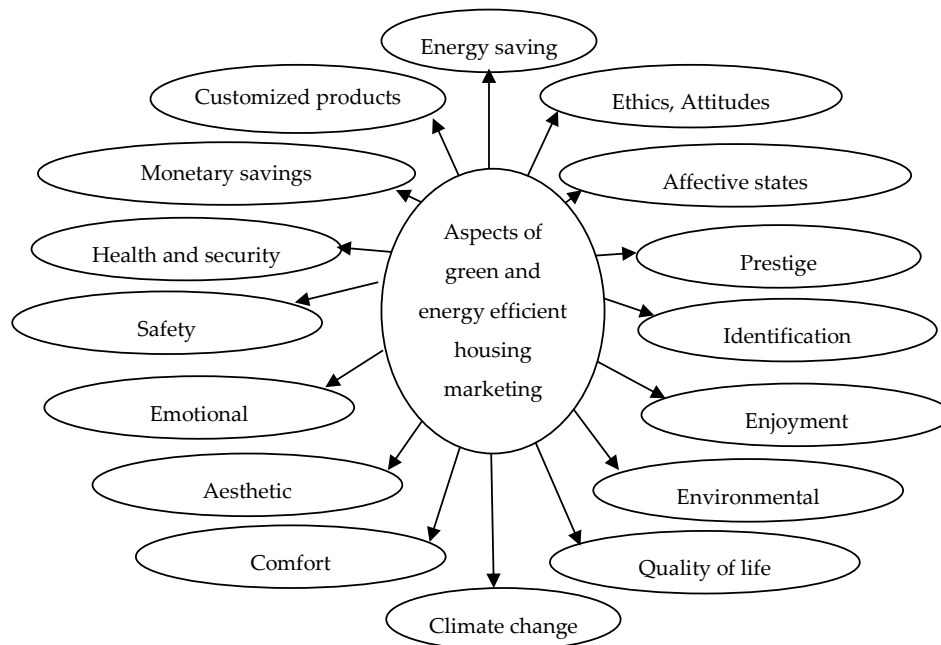 Energy saving
Customized products
Ethics, Attitudes
Monetary savings
Affective states
Health and security
Aspects of
green and
energy efficient
housing
marketing
Prestige
Safety
Identification
Emotional
Enjoyment
Aesthetic
Environmental
Comfort
Quality of life
Climate change